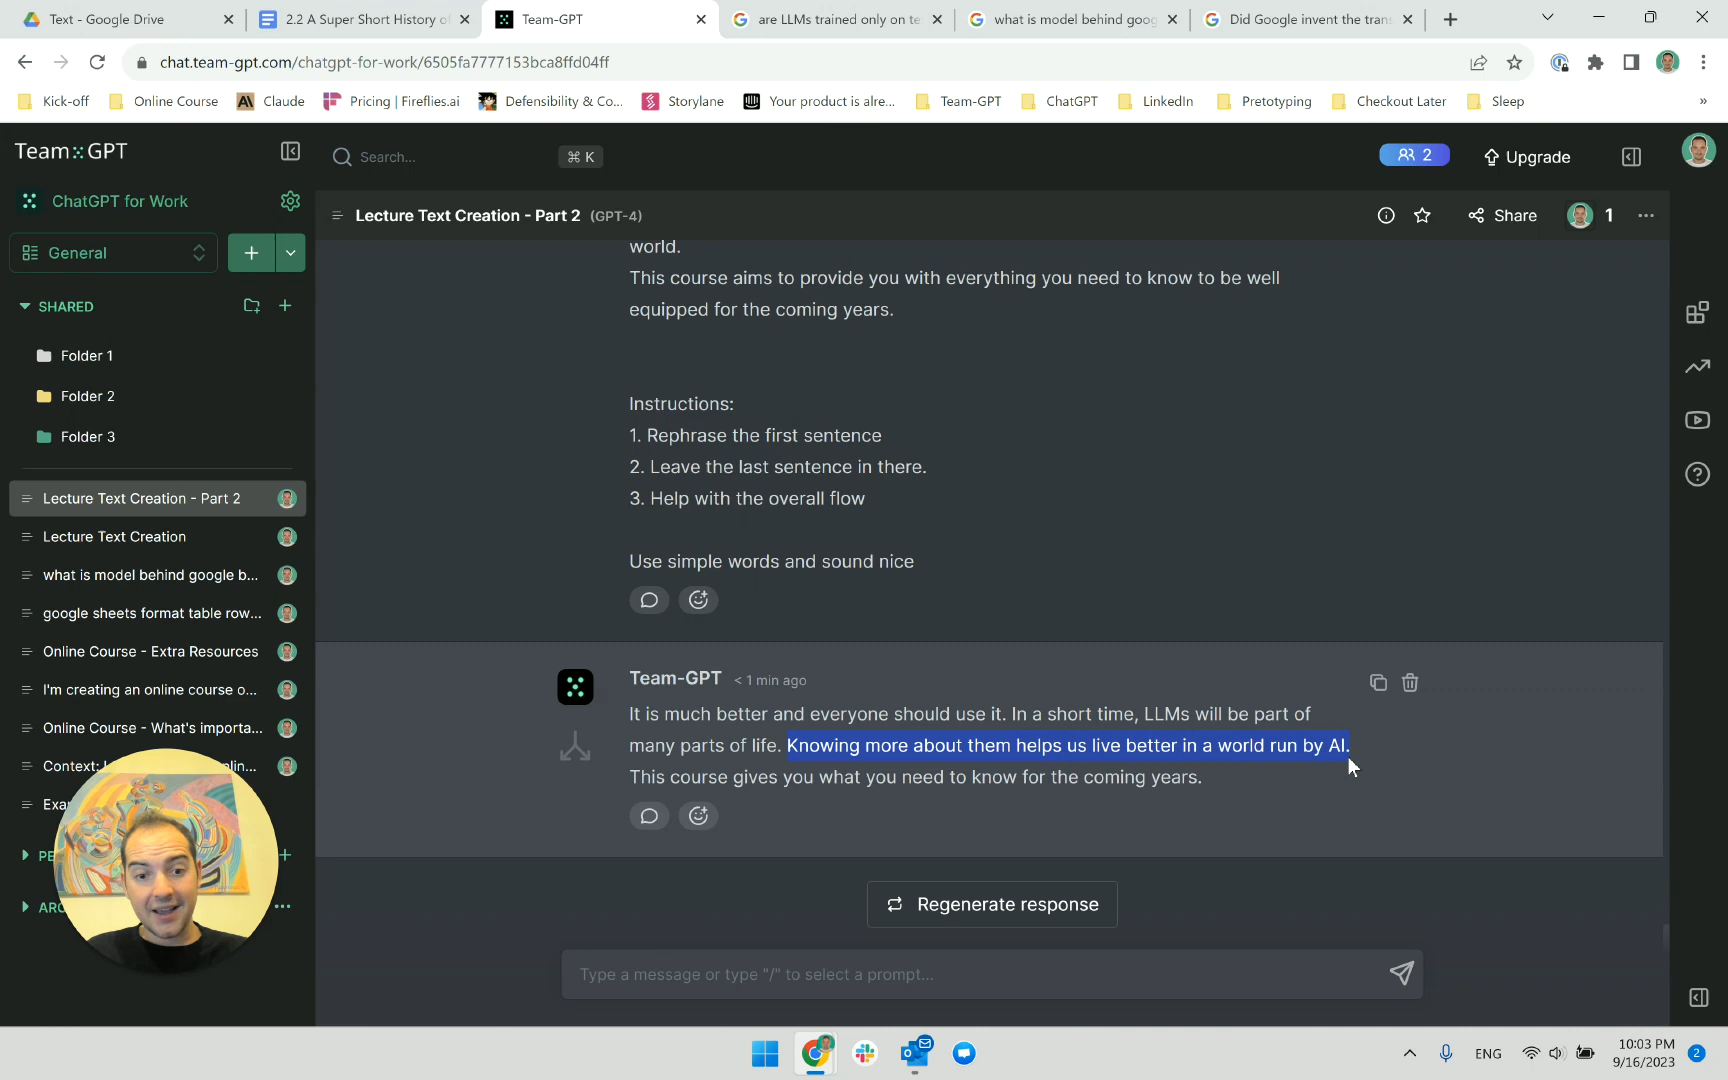 Text - Google Drive
2.2 A Super Short History of
Team-GPT
are LLMs trained only on te
what is model behind goog
Did Google invent the trans
chat.team-gpt.com/chatgpt-for-work/6505fa7777153bca8ffd04ff
Kick-off
Online Course
Claude
Pricing | Fireflies.ai
Defensibility & Co...
Storylane
Your product is alre...
Team-GPT
ChatGPT
LinkedIn
Pretotyping
Checkout Later
Sleep
»
Team GPT
Search...
⌘ K
2
Upgrade
ChatGPT for Work
Lecture Text Creation - Part 2 (GPT-4)
Share
1
General
SHARED
Folder 1
Folder 2
Folder 3
Lecture Text Creation - Part 2
Lecture Text Creation
what is model behind google b...
google sheets format table row...
Online Course - Extra Resources
I'm creating an online course o...
Online Course - What's importa...
Context:
lin...
world.
This course aims to provide you with everything you need to know to be well
equipped for the coming years.
Instructions:
1. Rephrase the first sentence
2. Leave the last sentence in there.
3. Help with the overall flow
Use simple words and sound nice
Team-GPT < 1 min ago
It is much better and everyone should use it. In a short time, LLMs will be part of
many parts of life. Knowing more about them helps us live better in a world run by AI.
This course gives you what you need to know for the coming years.
Regenerate response
Type a message or type "/" to select a prompt...
ENG
10:03 PM
9/16/2023
2